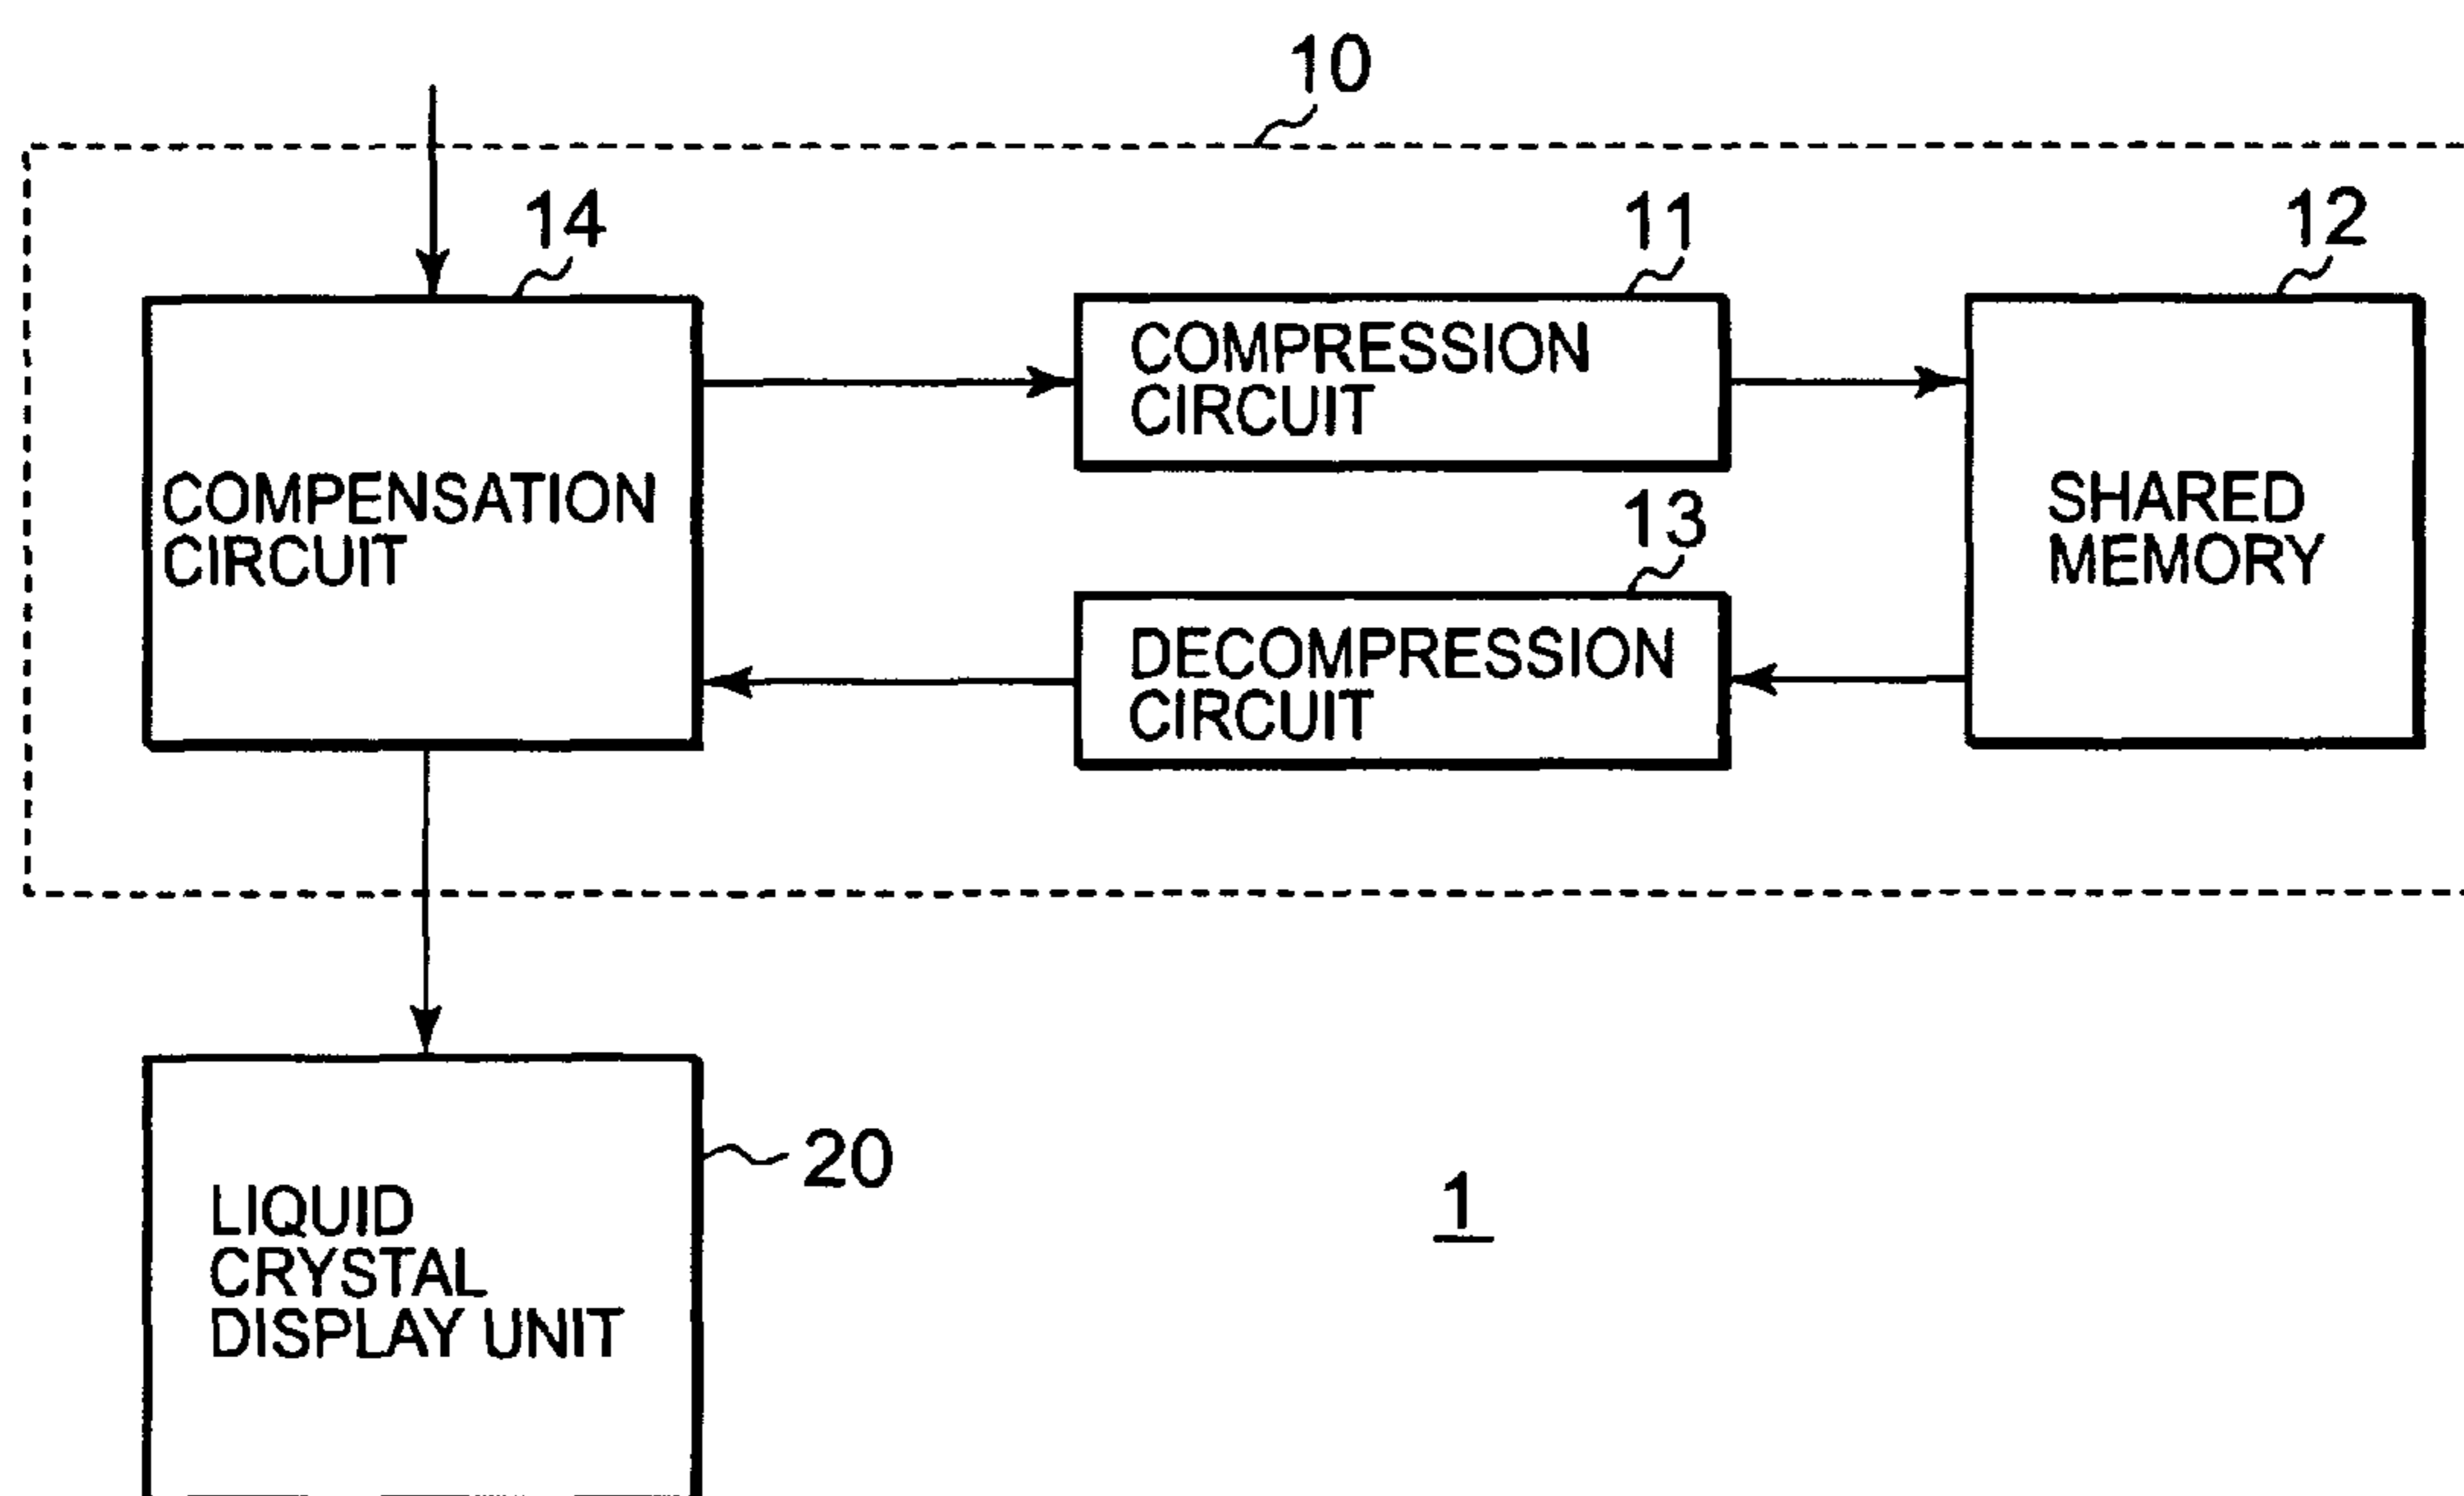 10
14
11
12
COMPRESSION
CIRCUIT
COMPENSATION
CIRCUIT
SHARED
MEMORY
13
DECOMPRESSION
CIRCUIT
20
LIQUID
CRYSTAL
DISPLAY UNIT
1